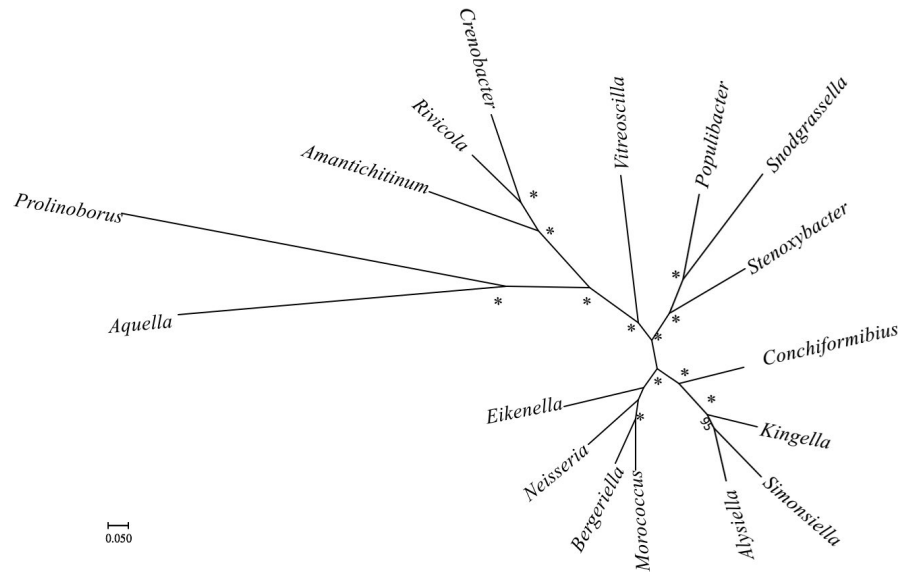 Crenobacter
Rivicola
Amantichitinum
Prolinoborus
Aquella
Vitreoscilla
Populibacter
Snodgrassella
Stenoxybacter
Conchiformibius
Kingella
Simonsiella
Alysiella
Morococcus
Bergeriella
Neisseria
Eikenella
*
*
*
*
*
*
*
*
*
*
*
*
95
0.050